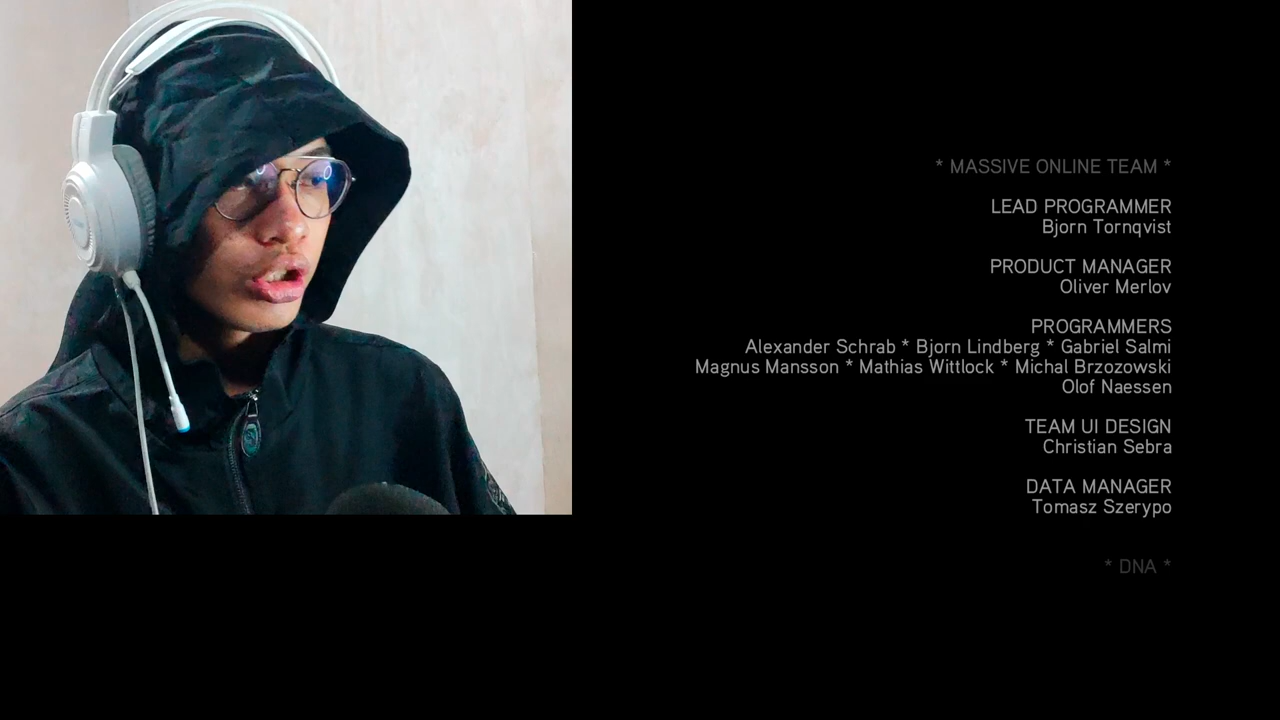 * MASSIVE ONLINE TEAM *
LEAD PROGRAMMER
Bjorn Tornqvist
PRODUCT MANAGER
Oliver Merlov
PROGRAMMERS
Alexander Schrab * Bjorn Lindberg * Gabriel Salmi
Magnus Mansson * Mathias Wittlock * Michal Brzozowski
Olof Naessen
TEAM UI DESIGN
Christian Sebra
DATA MANAGER
Tomasz Szerypo
* DNA *